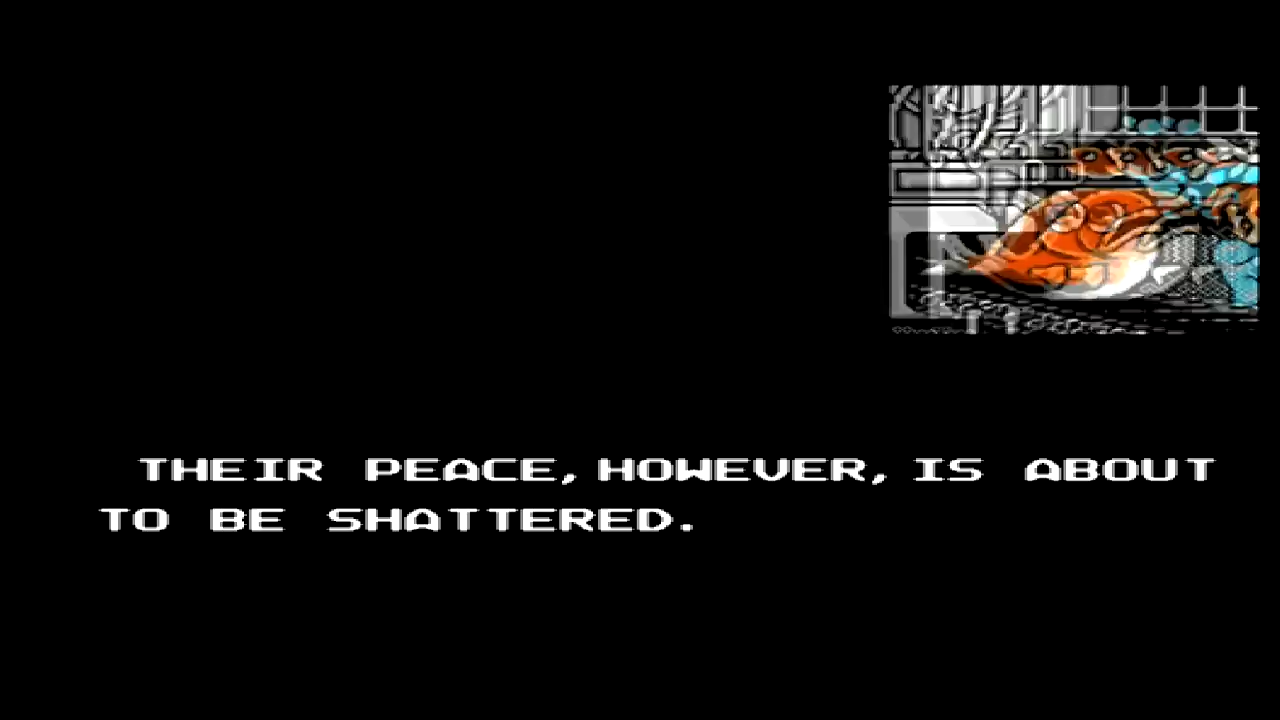 THEIR PEACE, HOWEVER, IS ABOUT
TO BE SHATTERED.